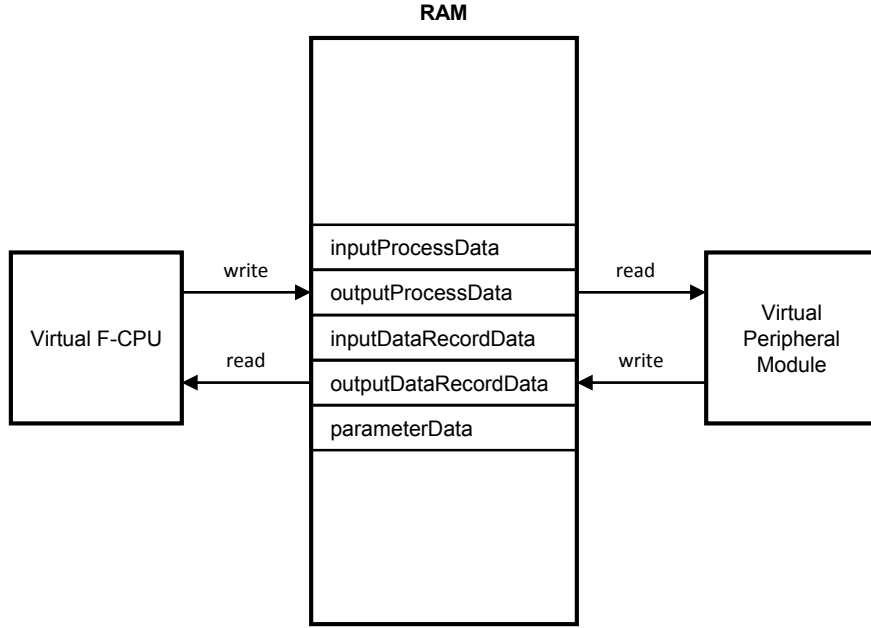 RAM
inputProcessData
write
read
outputProcessData
Virtual F-CPU
inputDataRecordData
Virtual
Peripheral
Module
read
write
outputDataRecordData
parameterData